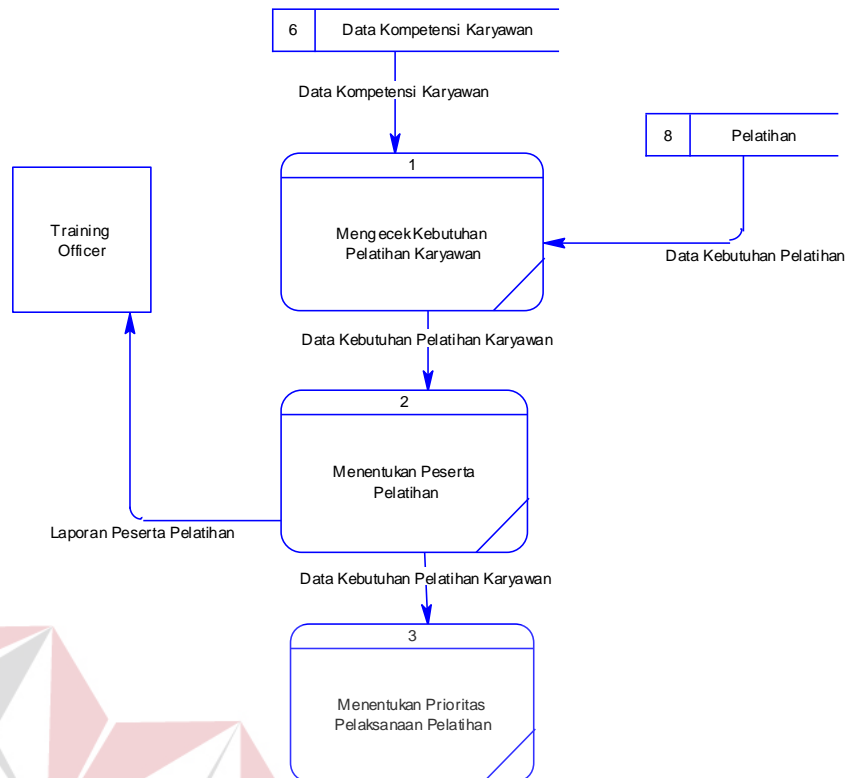 6 Data Kompetensi Karyawan
Data Kompetensi Karyawan
8 Pelatihan
1
Training
Officer
Mengecek Kebutuhan
Pelatihan Karyawan
Data Kebutuhan Pelatihan
Data Kebutuhan Pelatihan Karyawan
2
Menentukan Peserta
Pelatihan
Laporan Peserta Pelatihan
Data Kebutuhan Pelatihan Karyawan
3
Menentukan Prioritas
Pelaksanaan Pelatihan